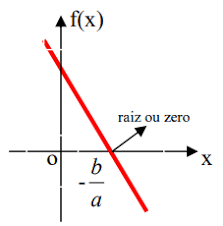 f(x)
raiz ou zero
o
x
-b/a